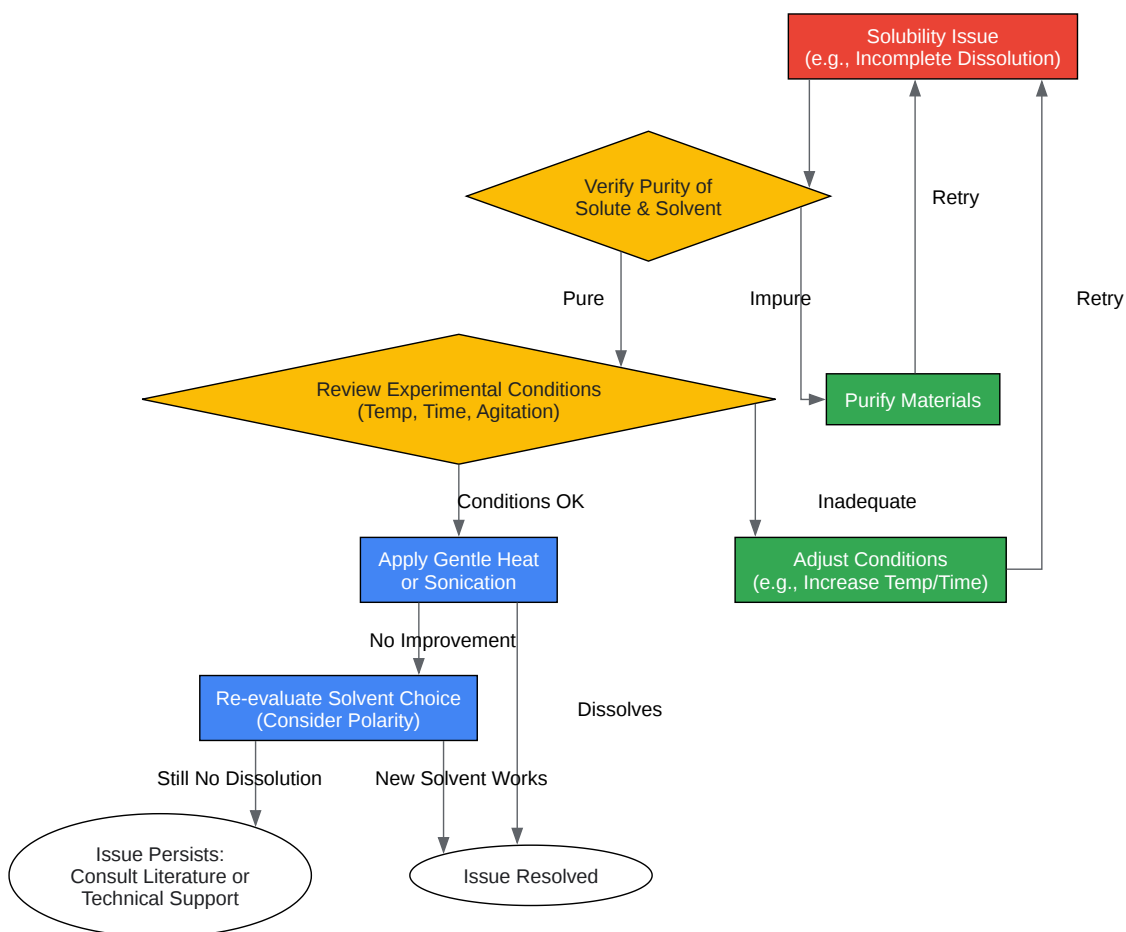 Solubility Issue
(e.g., Incomplete Dissolution)
Verify Purity of
Solute & Solvent
Retry
Pure
Impure
Retry
Review Experimental Conditions
(Temp, Time, Agitation)
Purify Materials
Conditions OK
Inadequate
Apply Gentle Heat
or Sonication
Adjust Conditions
(e.g., Increase Temp/Time)
No Improvement
Re-evaluate Solvent Choice
(Consider Polarity)
Dissolves
Still No Dissolution
New Solvent Works
Issue Persists:
Consult Literature or
Technical Support
Issue Resolved